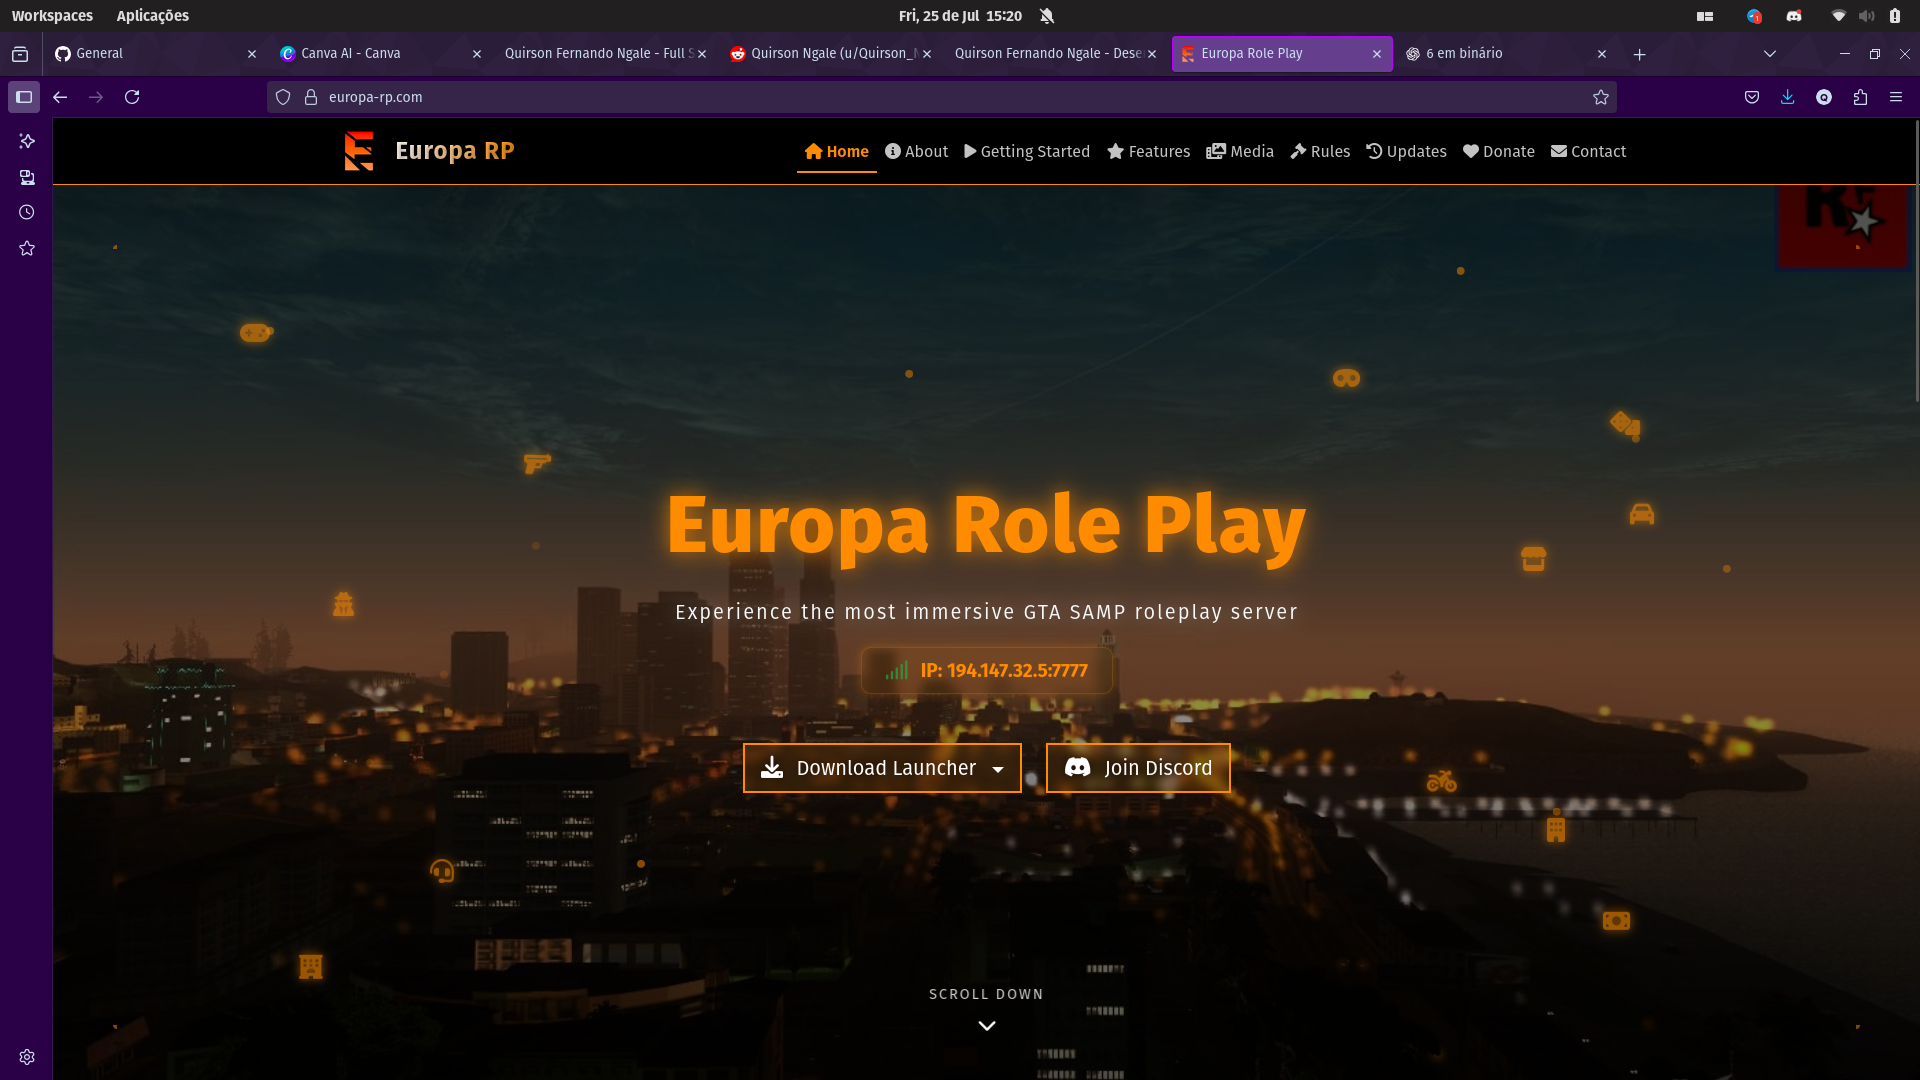 Workspaces Aplicações Fri, 25 de Jul 15:20
General Canva AI - Canva Quirson Fernando Ngale - Full S Quirson Ngale (u/Quirson_N Quirson Fernando Ngale - Dese Europa Role Play 6 em binário
europa-rp.com
Europa RP Home About Getting Started Features Media Rules Updates Donate Contact
Europa Role Play
Experience the most immersive GTA SAMP roleplay server
IP: 194.147.32.5:7777
Download Launcher Join Discord
SCROLL DOWN